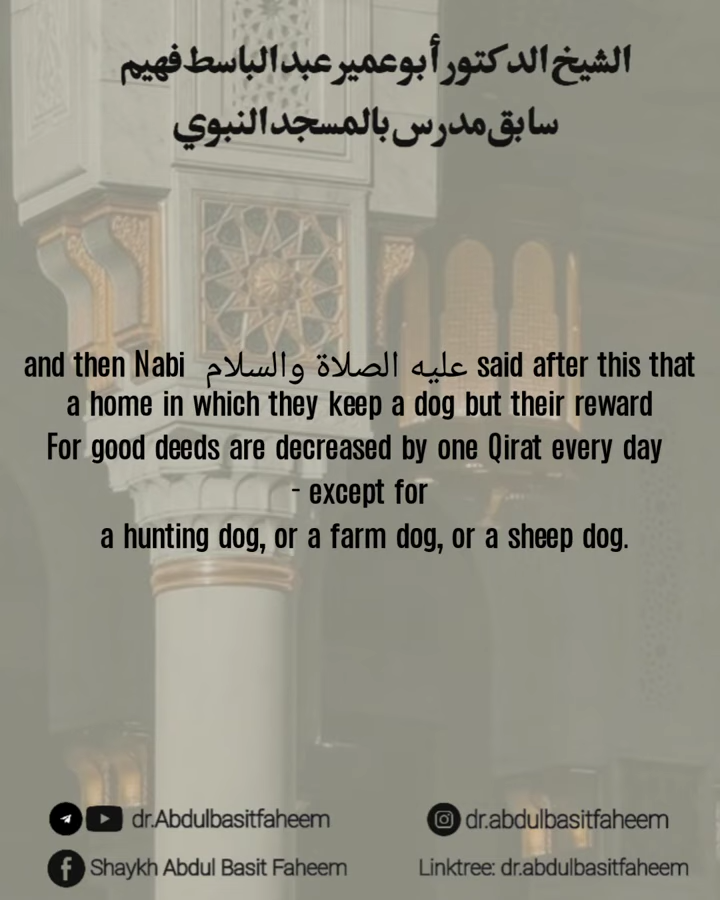 الشيخ الدكتور أبو عمير عبد الباسط فهيم
سابق مدرس بالمسجد النبوي
and then Nabi عليه الصلاة والسلام said after this that
a home in which they keep a dog but their reward
For good deeds are decreased by one Qirat every day
- except for
a hunting dog, or a farm dog, or a sheep dog.
dr.Abdulbasitfaheem
dr.abdulbasitfaheem
Shaykh Abdul Basit Faheem
Linktree: dr.abdulbasitfaheem